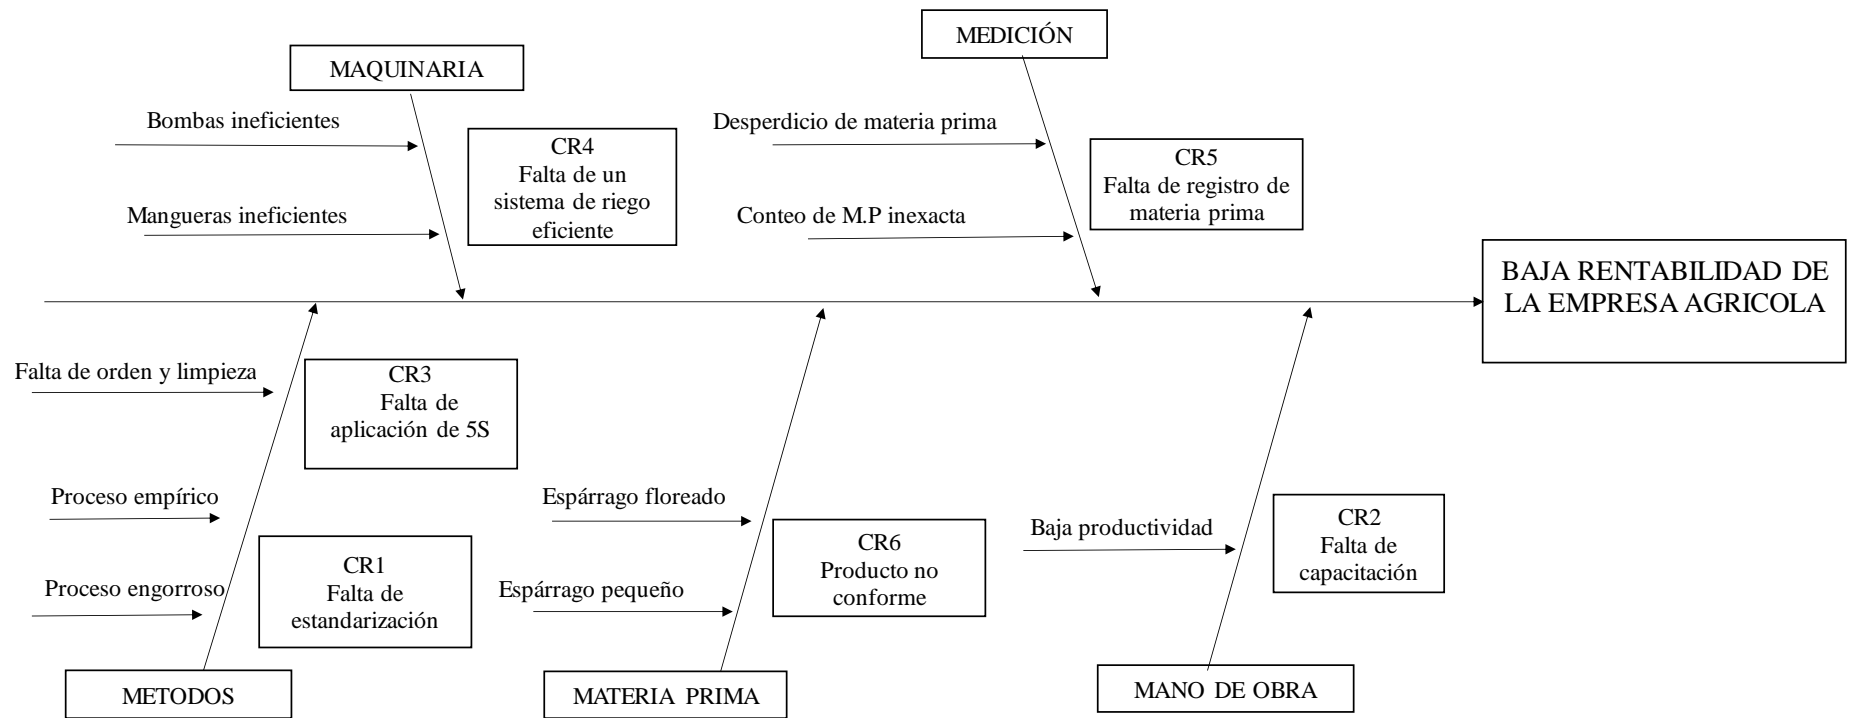 MEDICIÓN
MAQUINARIA
Bombas ineficientes
Desperdicio de materia prima
CR4
Falta de un
sistema de riego
eficiente
CR5
Falta de registro de
materia prima
Mangueras ineficientes
Conteo de M.P inexacta
BAJA RENTABILIDAD DE
LA EMPRESA AGRICOLA
Falta de orden y limpieza
CR3
Falta de
aplicación de 5S
Proceso empírico
Espárrago floreado
Baja productividad
CR2
Falta de
capacitación
CR1
Falta de
estandarización
CR6
Producto no
conforme
Proceso engorroso
Espárrago pequeño
METODOS
MATERIA PRIMA
MANO DE OBRA